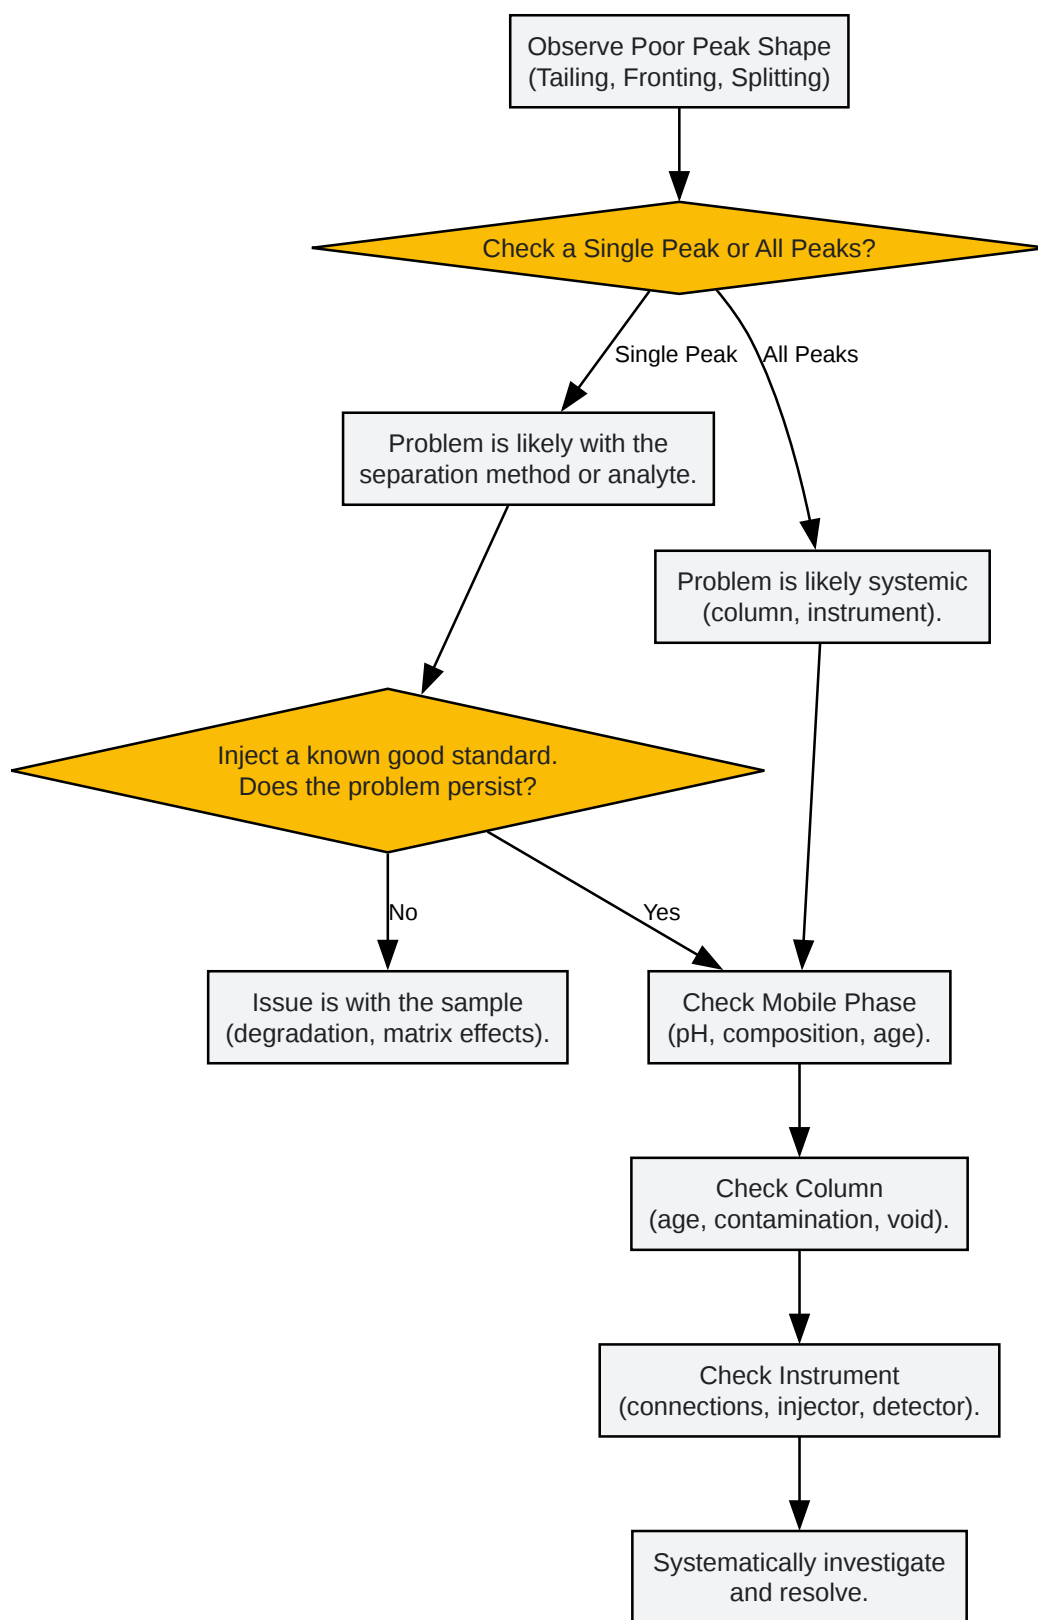 Observe Poor Peak Shape
(Tailing, Fronting, Splitting)
Check a Single Peak or All Peaks?
Single Peak
All Peaks
Problem is likely with the
separation method or analyte.
Problem is likely systemic
(column, instrument).
Inject a known good standard.
Does the problem persist?
No
Yes
Issue is with the sample
(degradation, matrix effects).
Check Mobile Phase
(pH, composition, age).
Check Column
(age, contamination, void).
Check Instrument
(connections, injector, detector).
Systematically investigate
and resolve.